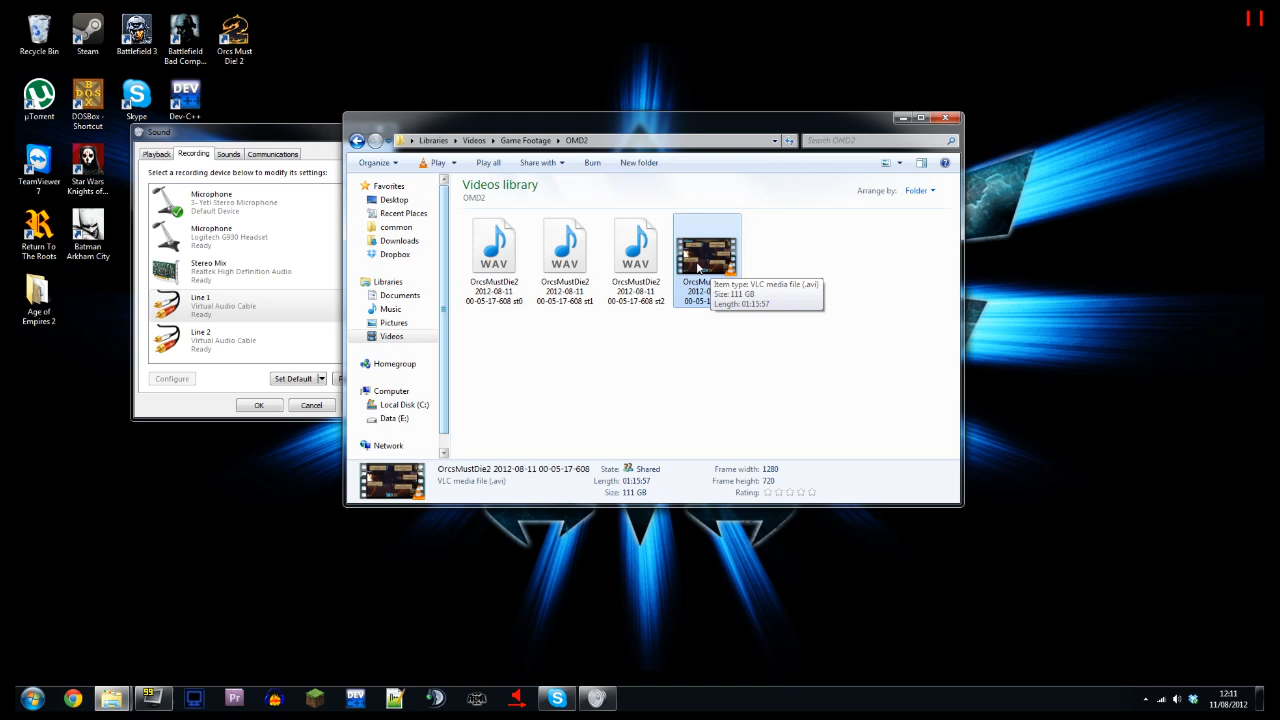 Recycle Bin
Steam
Battlefield 3
Battlefield
Bad Comp...
Orcs Must
Die! 2
µTorrent
DOSBox -
Shortcut
Skype
Dev-C++
TeamViewer
7
Star Wars
Knights of...
Return To
The Roots
Batman
Arkham City
Age of
Empires 2
Sound
Playback
Recording
Sounds
Communications
Select a recording device below to modify its settings:
Microphone
3- Yeti Stereo Microphone
Default Device
Microphone
Logitech G930 Headset
Ready
Stereo Mix
Realtek High Definition Audio
Ready
Line 1
Virtual Audio Cable
Ready
Line 2
Virtual Audio Cable
Ready
Configure
Set Default
OK
Cancel
Libraries
Videos
Game Footage
OMD2
Search OMD2
Organize
Play
Play all
Share with
Burn
New folder
Favorites
Desktop
Recent Places
common
Downloads
Dropbox
Libraries
Documents
Music
Pictures
Videos
Homegroup
Computer
Local Disk (C:)
Data (E:)
Network
Videos library
OMD2
Arrange by: Folder
WAV
OrcsMustDie2
2012-08-11
00-05-17-608 st0
WAV
OrcsMustDie2
2012-08-11
00-05-17-608 st1
WAV
OrcsMustDie2
2012-08-11
00-05-17-608 st2
Item type: VLC media file (.avi)
Size: 111 GB
Length: 01:15:57
OrcsMustDie2 2012-08-11 00-05-17-608
VLC media file (.avi)
State: Shared
Length: 01:15:57
Size: 111 GB
Frame width: 1280
Frame height: 720
Rating:
99
Pr
DEV
12:11
11/08/2012